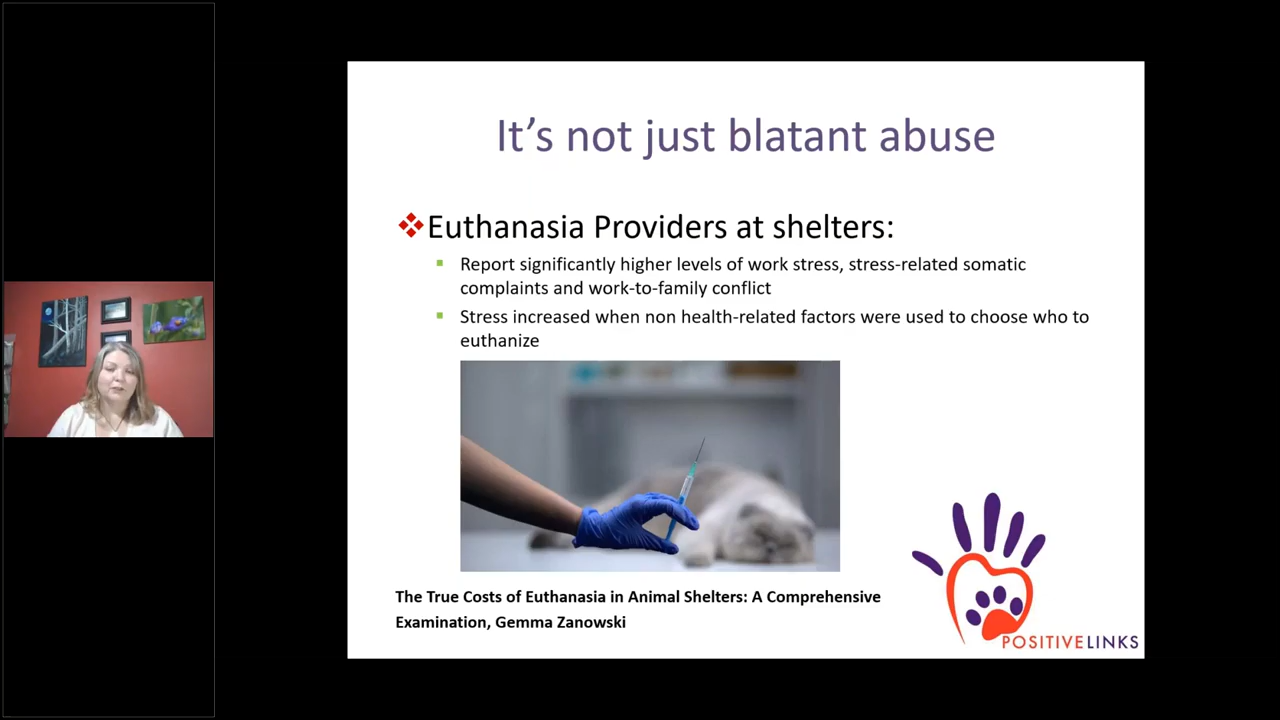 It’s not just blatant abuse
Euthanasia Providers at shelters:
Report significantly higher levels of work stress, stress-related somatic
complaints and work-to-family conflict
Stress increased when non health-related factors were used to choose who to
euthanize
The True Costs of Euthanasia in Animal Shelters: A Comprehensive
Examination, Gemma Zanowski
POSITIVELINKS